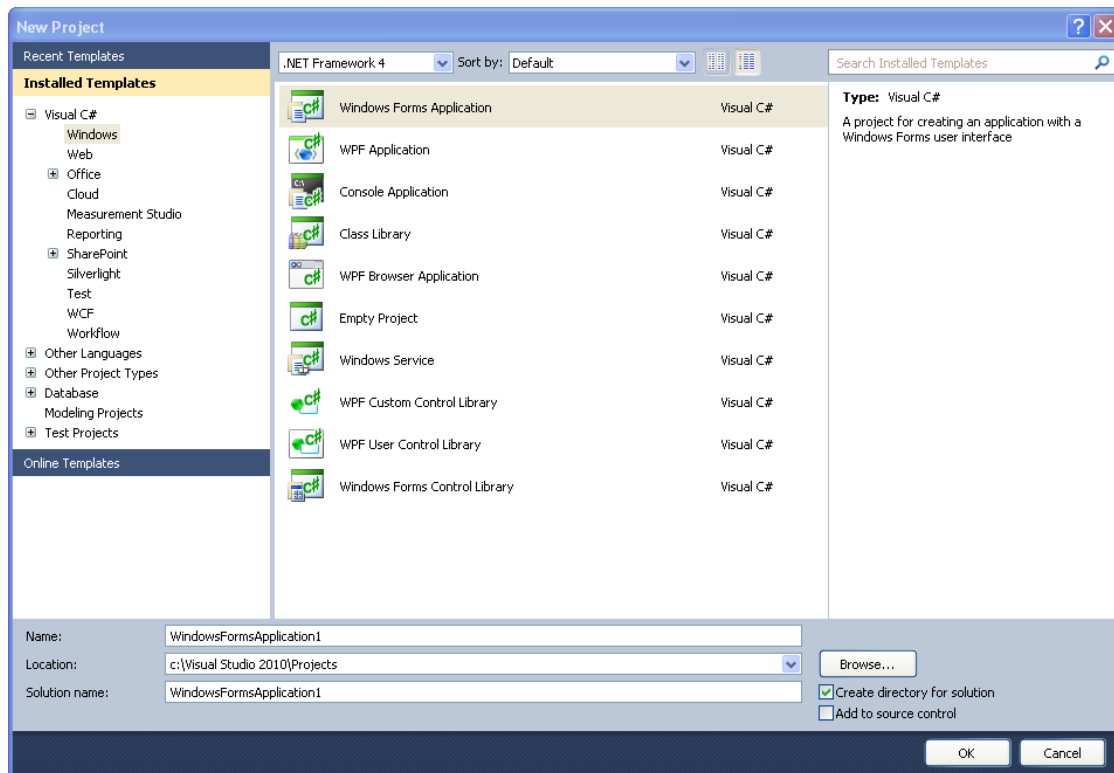 New Project
Recent Templates
Installed Templates
Visual C#
Windows
Web
Office
Cloud
Measurement Studio
Reporting
SharePoint
Silverlight
Test
WCF
Workflow
Other Languages
Other Project Types
Database
Modeling Projects
Test Projects
Online Templates
.NET Framework 4 Sort by: Default
Windows Forms Application Visual C#
WPF Application Visual C#
Console Application Visual C#
Class Library Visual C#
WPF Browser Application Visual C#
Empty Project Visual C#
Windows Service Visual C#
WPF Custom Control Library Visual C#
WPF User Control Library Visual C#
Windows Forms Control Library Visual C#
Search Installed Templates
Type: Visual C#
A project for creating an application with a
Windows Forms user interface
Name: WindowsFormsApplication1
Location: c:\Visual Studio 2010\Projects Browse...
Solution name: WindowsFormsApplication1
Create directory for solution
Add to source control
OK Cancel